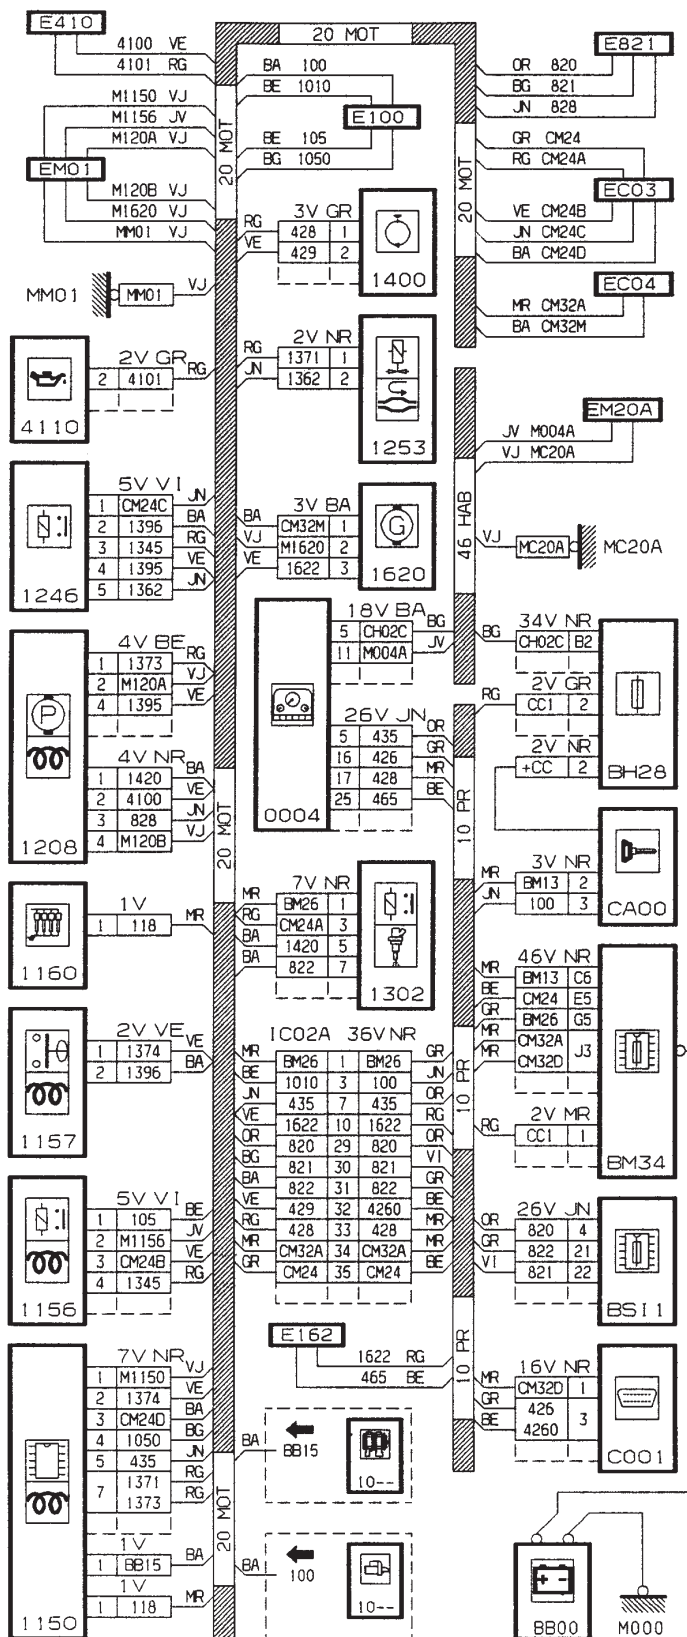 E410
4100 VE
4101 RG
20 MOT
BA 100
BE 1010
E100
BE 105
BG 1050
OR 820
BG 821
JN 828
E821
M1150 VJ
M1156 JV
M120A VJ
EM01
M120B VJ
M1620 VJ
MM01 VJ
20 MOT
20 MOT
GR CM24
RG CM24A
EC03
VE CM24B
JN CM24C
BA CM24D
EC04
MR CM32A
BA CM32M
MM01
MM01
VJ
3V GR
RG 428 1
VE 429 2
1400
2V GR
2 4101 RG
4110
2V NR
RG 1371 1
JN 1362 2
1253
EM20A
JV M004A
VJ MC20A
46 HAB
VJ MC20A
MC20A
5V VI
1 CM24C JN
2 1396 BA
3 1345 RG
4 1395 VE
5 1362 JN
1246
3V BA
BA CM32M 1
VJ M1620 2
VE 1622 3
G
1620
18V BA
5 CH02C BG
11 M004A JV
26V JN
5 435 OR
16 426 GR
17 428 MR
25 465 BE
0004
34V NR
BG CH02C B2
2V GR
RG CC1 2
2V NR
+CC 2
BH28
4V BE
1 1373 RG
2 M120A VJ
4 1395 VE
P
4V NR
1 1420 BA
2 4100 VE
3 828 JN
4 M120B VJ
1208
20 MOT
10 PR
3V NR
MR BM13 2
JN 100 3
CA00
1V
1 118 MR
1160
7V NR
MR BM26 1
RG CM24A 3
BA 1420 5
BA 822 7
1302
46V NR
MR BM13 C6
BE CM24 E5
GR BM26 G5
MR CM32A
MR CM32D J3
2V MR
RG CC1 1
BM34
2V VE
1 1374 VE
2 1396 BA
1157
IC02A 36V NR
MR BM26 1 BM26 GR
BE 1010 3 100 JN
JN 435 7 435 OR
VE 1622 10 1622 RG
OR 820 29 820 OR
BG 821 30 821 VI
BA 822 31 822 GR
VE 429 32 4260 BE
RG 428 33 428 MR
MR CM32A 34 CM32A MR
GR CM24 35 CM24 BE
10 PR
5V VI
1 105 BE
2 M1156 JV
3 CM24B VE
4 1345 RG
1156
26V JN
OR 820 4
GR 822 21
VI 821 22
BSI1
E162
1622 RG
465 BE
10 PR
16V NR
MR CM32D 1
GR 426
BE 4260 3
C001
7V NR
1 M1150 VJ
2 1374 VE
3 CM24D BA
4 1050 BG
5 435 JN
7 1371 RG
1373 RG
1V
1 BB15 BA
1V
1 118 MR
1150
20 MOT
BA
BB15
10--
BA
100
10--
+ -
BB00
M000